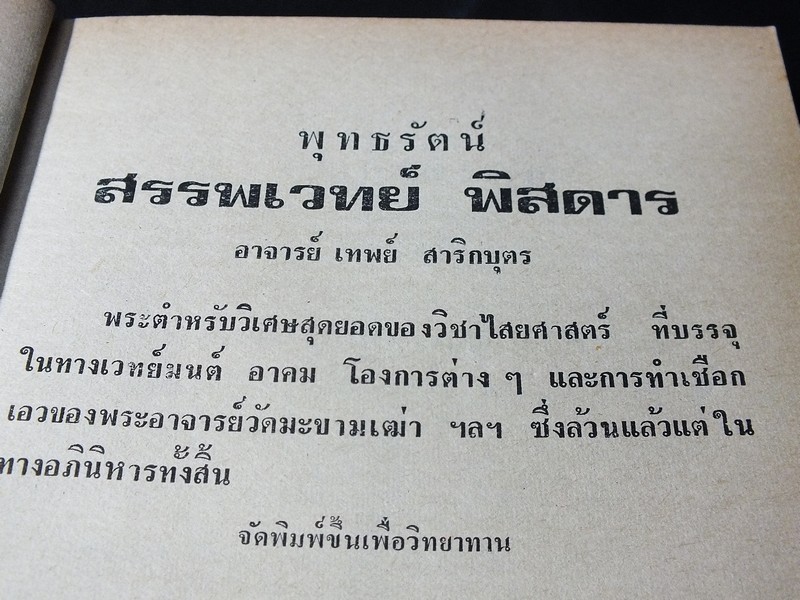 พุทธรัตน์
สรรพเวทย์ พิสดาร
อาจารย์ เทพย์ สาริกบุตร
พระตำหรับวิเศษสุดยอดของวิชาไสยศาสตร์ ที่บรรจุ
ในทางเวทย์มนต์ อาคม โองการต่าง ๆ และการทำเชือก
เอวของพระอาจารย์วัดมะขามเฒ่า ฯลฯ ซึ่งล้วนแล้วแต่ใน
ทางอภินิหารทั้งสิ้น
จัดพิมพ์ขึ้นเพื่อวิทยาทาน